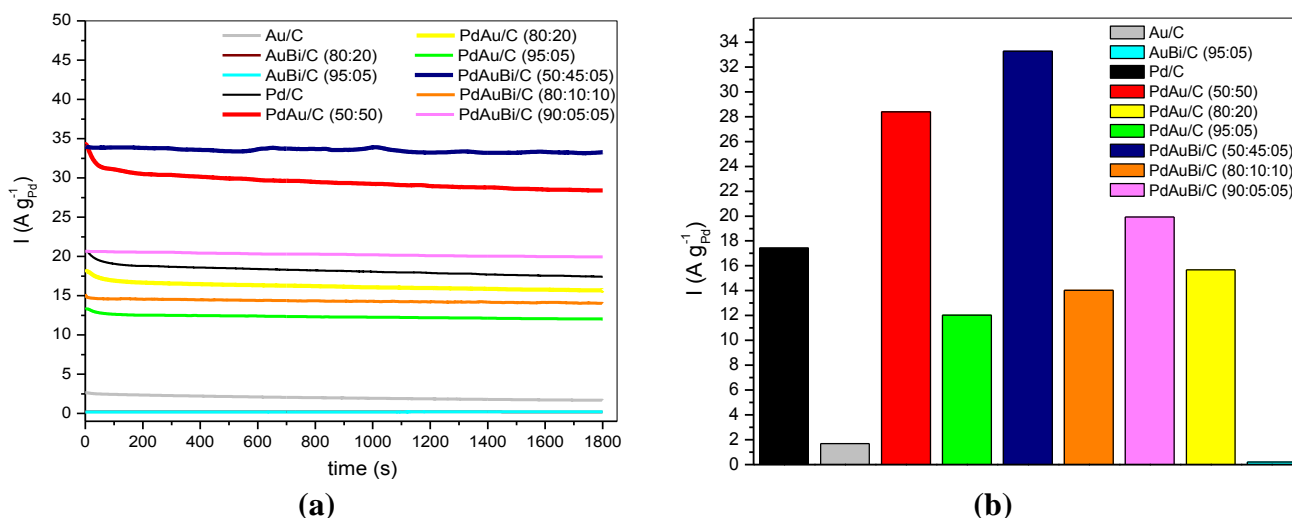 50
45
40
35
30
25
20
15
10
5
0
I (A g⁻¹Pd)
Au/C
AuBi/C (80:20)
AuBi/C (95:05)
Pd/C
PdAu/C (50:50)
PdAu/C (80:20)
PdAu/C (95:05)
PdAuBi/C (50:45:05)
PdAuBi/C (80:10:10)
PdAuBi/C (90:05:05)
0 200 400 600 800 1000 1200 1400 1600 1800
time (s)
(a)
34
32
30
28
26
24
22
20
18
16
14
12
10
8
6
4
2
0
I (A g⁻¹Pd)
Au/C
AuBi/C (95:05)
Pd/C
PdAu/C (50:50)
PdAu/C (80:20)
PdAu/C (95:05)
PdAuBi/C (50:45:05)
PdAuBi/C (80:10:10)
PdAuBi/C (90:05:05)
(b)